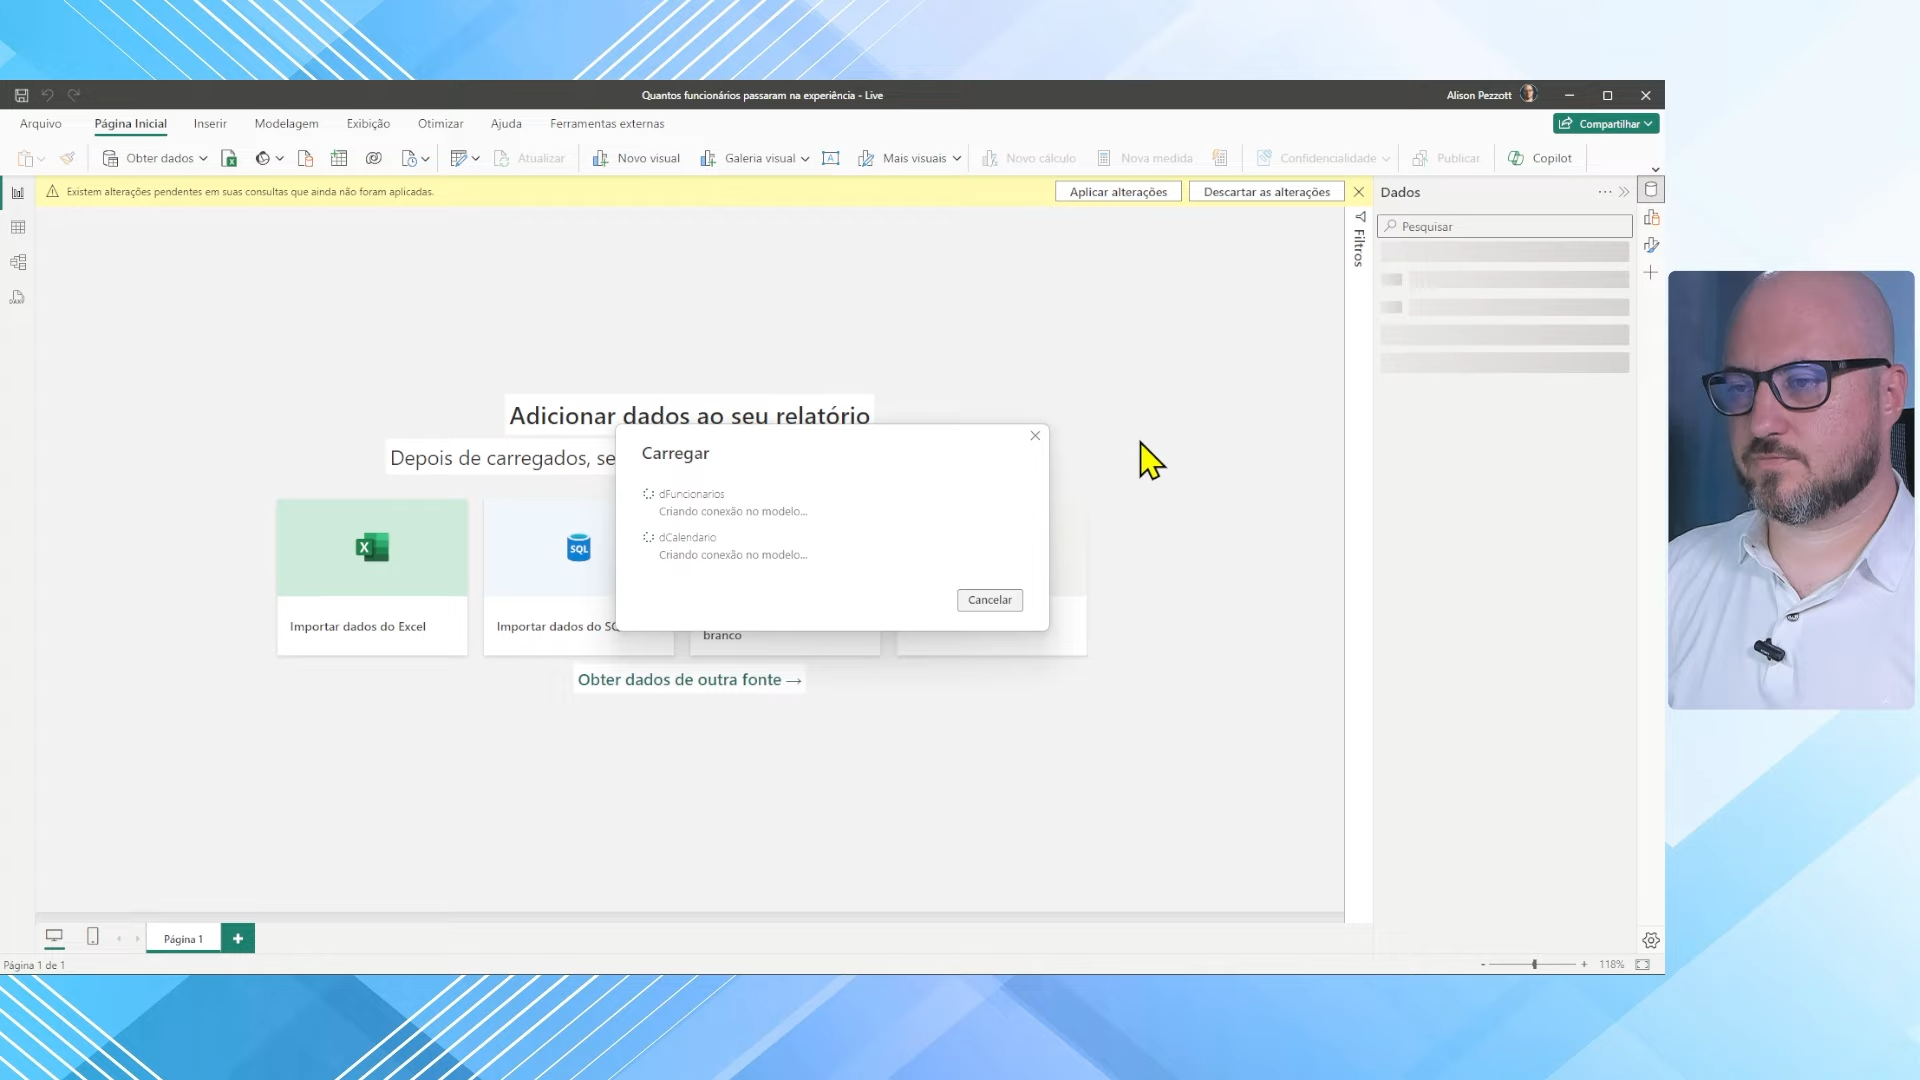 Quantos funcionários passaram na experiência - Live
Alison Pezzott
Arquivo
Página Inicial
Inserir
Modelagem
Exibição
Otimizar
Ajuda
Ferramentas externas
Compartilhar
Obter dados
Atualizar
Novo visual
Galeria visual
Mais visuais
Novo cálculo
Nova medida
Confidencialidade
Publicar
Copilot
Existem alterações pendentes em suas consultas que ainda não foram aplicadas.
Aplicar alterações
Descartar as alterações
Dados
Pesquisar
Filtros
Adicionar dados ao seu relatório
Depois de carregados, se
Carregar
dFuncionarios
Criando conexão no modelo...
dCalendario
Criando conexão no modelo...
Cancelar
SQL
Importar dados do Excel
Importar dados do SQ
branco
Obter dados de outra fonte →
Página 1
Página 1 de 1
118%